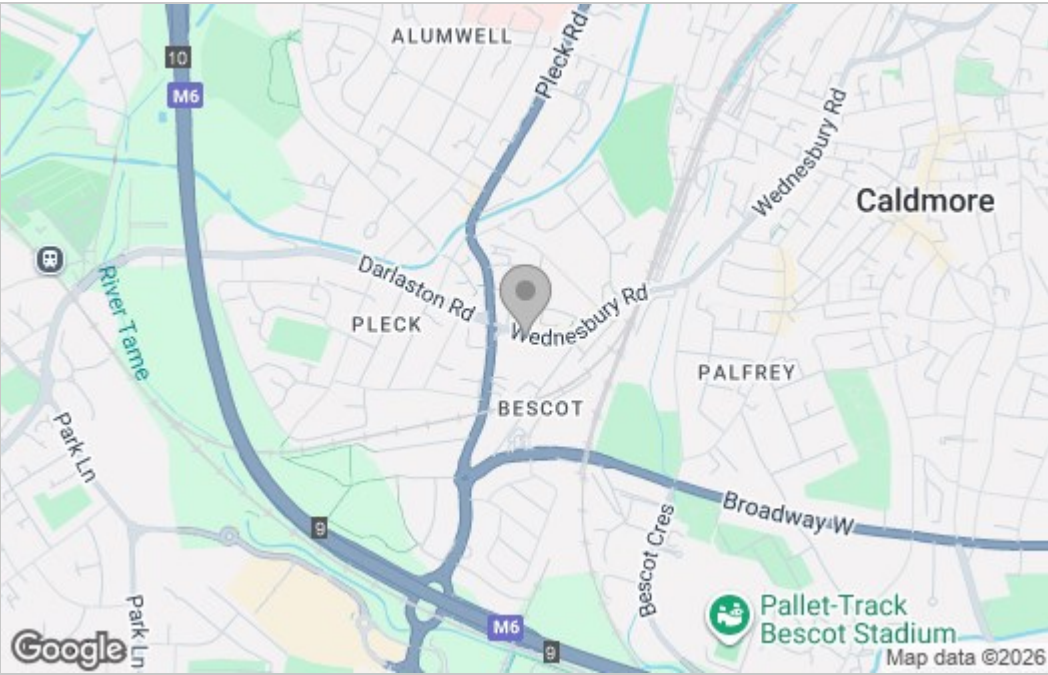 ALUMWELL
Pleck Rd
10
M6
Wednesbury Rd
Caldmore
Darlaston Rd
River Tame
PLECK
Wednesbury Rd
PALFREY
BESCOT
Park Ln
Broadway W
9
Bescot Cres
Park Ln
M6
9
Pallet-Track
Bescot Stadium
Google
Map data ©2026